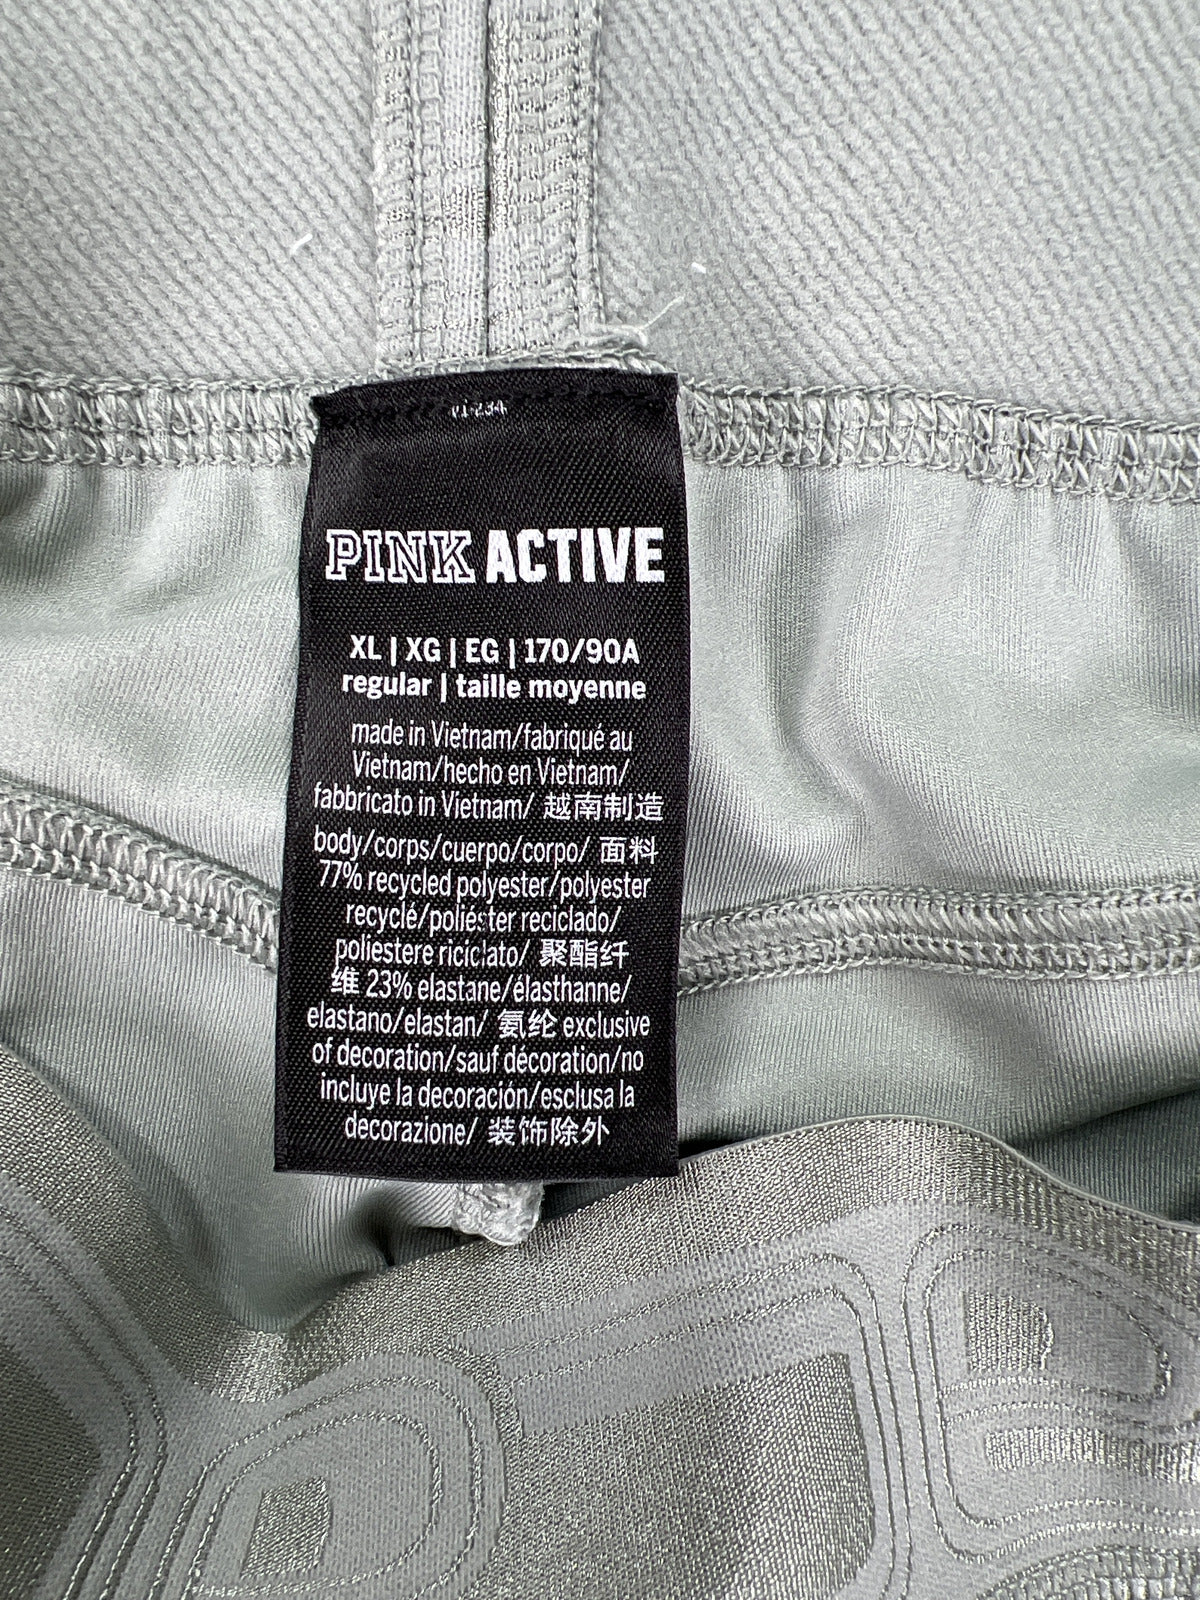 PINK ACTIVE
XL | XG | EG | 170/90A
regular | taille moyenne
made in Vietnam/fabriqué au
Vietnam/hecho en Vietnam/
fabbricato in Vietnam/ 越南制造
body/corps/cuerpo/corpo/ 面料
77% recycled polyester/polyester
recyclé/poliéster reciclado/
poliestere riciclato/ 聚酯纤
维 23% elastane/élasthanne/
elastano/elastan/ 氨纶 exclusive
of decoration/sauf décoration/no
incluye la decoración/esclusa la
decorazione/ 装饰除外